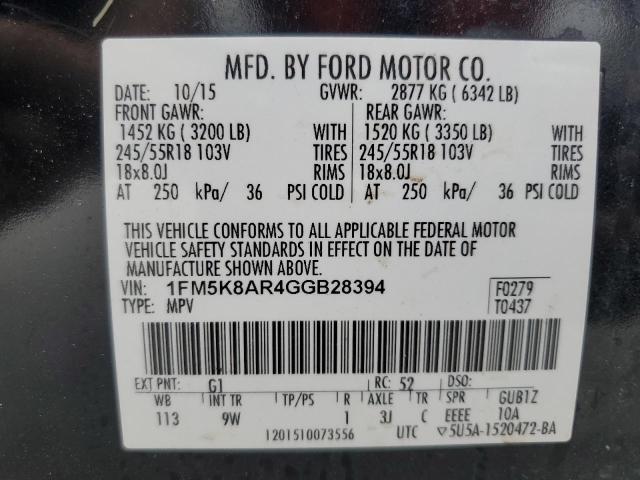 MFD. BY FORD MOTOR CO.
DATE: 10/15 GVWR: 2877 KG ( 6342 LB)
FRONT GAWR: REAR GAWR:
1452 KG ( 3200 LB) WITH 1520 KG ( 3350 LB) WITH
245/55R18 103V TIRES 245/55R18 103V TIRES
18x8.0J RIMS 18x8.0J RIMS
AT 250 kPa/ 36 PSI COLD AT 250 kPa/ 36 PSI COLD
THIS VEHICLE CONFORMS TO ALL APPLICABLE FEDERAL MOTOR
VEHICLE SAFETY STANDARDS IN EFFECT ON THE DATE OF
MANUFACTURE SHOWN ABOVE.
VIN: 1FM5K8AR4GGB28394 F0279
TYPE: MPV T0437
EXT PNT: G1 RC: 52 DSO:
WB INT TR TP/PS R AXLE TR SPR GUB1Z
113 9W 1 3J C EEEE 10A
1201510073556 UTC ▽5U5A-1520472-BA